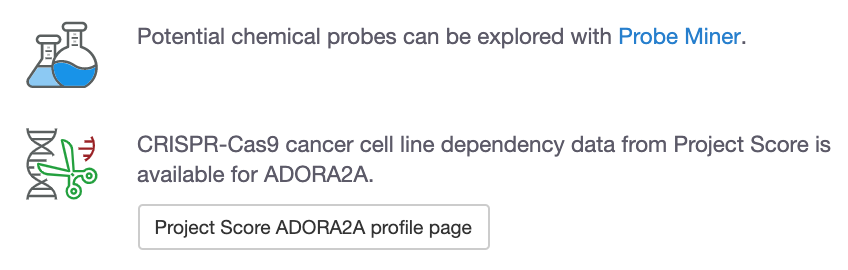 Potential chemical probes can be explored with Probe Miner.
CRISPR-Cas9 cancer cell line dependency data from Project Score is
available for ADORA2A.
Project Score ADORA2A profile page